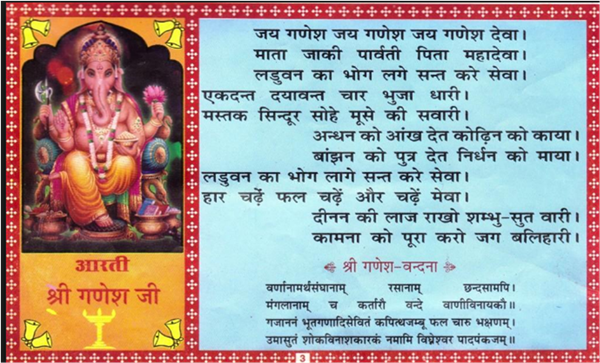 जय गणेश जय गणेश जय गणेश देवा।
माता जाकी पार्वती पिता महादेवा।
लडुवन का भोग लगे सन्त करे सेवा।
एकदन्त दयावन्त चार भुजा धारी।
मस्तक सिन्दूर सोहे मूसे की सवारी।
अन्धन को आंख देत कोढ़िन को काया।
बांझन को पुत्र देत निर्धन को माया।
लडुवन का भोग लागे सन्त करे सेवा।
हार चढ़ें फल चढ़ें और चढ़ें मेवा।
दीनन की लाज राखो शम्भु-सुत वारी।
कामना को पूरा करो जग बलिहारी।
श्री गणेश-वन्दना
वर्णानामर्थसंघानाम् रसानाम् छन्दसामपि।
मंगलानाम् च कर्तारौ वन्दे वाणीविनायकौ॥
गजाननं भूतगणादिसेवितं कपित्थजम्बू फल चारु भक्षणम्।
उमासुतं शोकविनाशकारकं नमामि विघ्नेश्वर पादपंकजम्॥
आरती
श्री गणेश जी
3